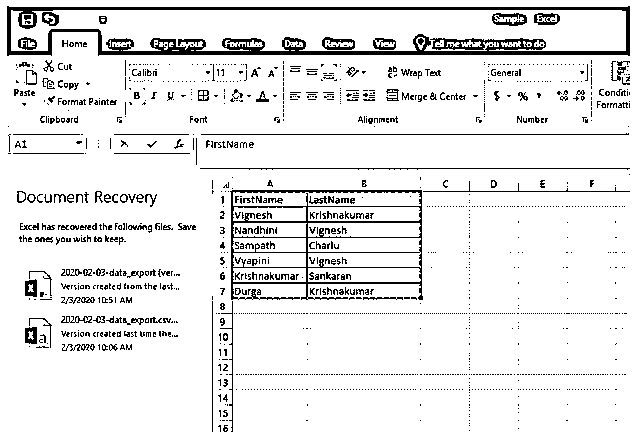 Sample Excel
File Home Insert Page Layout Formulas Data Review View Tell me what you want to do
Paste
Cut
Copy
Format Painter
Clipboard
Calibri 11 A A
B I U A
Font
ab Wrap Text
Merge & Center
Alignment
General
$ % , .00
Number
Conditio
Formatti
A1 fx FirstName
Document Recovery
Excel has recovered the following files. Save
the ones you wish to keep.
2020-02-03-data_export (ver...
Version created from the last...
2/3/2020 10:51 AM
2020-02-03-data_export.csv...
Version created last time the...
2/3/2020 10:06 AM
A B C D E F
1 FirstName LastName
2 Vignesh Krishnakumar
3 Nandhini Vignesh
4 Sampath Charlu
5 Vyapini Vignesh
6 Krishnakumar Sankaran
7 Durga Krishnakumar
8
9
10
11
12
13
14
15
16